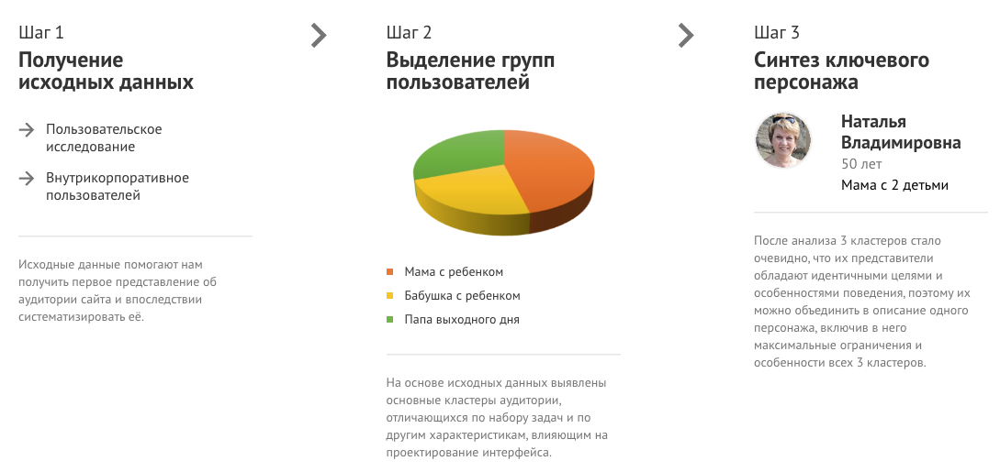 Шаг 1
Получение
исходных данных
Пользовательское
исследование
Внутрикорпоративное
пользователей
Исходные данные помогают нам
получить первое представление об
аудитории сайта и впоследствии
систематизировать её.
Шаг 2
Выделение групп
пользователей
Мама с ребенком
Бабушка с ребенком
Папа выходного дня
На основе исходных данных выявлены
основные кластеры аудитории,
отличающихся по набору задач и по
другим характеристикам, влияющим на
проектирование интерфейса.
Шаг 3
Синтез ключевого
персонажа
Наталья
Владимировна
50 лет
Мама с 2 детьми
После анализа 3 кластеров стало
очевидно, что их представители
обладают идентичными целями и
особенностями поведения, поэтому их
можно объединить в описание одного
персонажа, включив в него
максимальные ограничения и
особенности всех 3 кластеров.